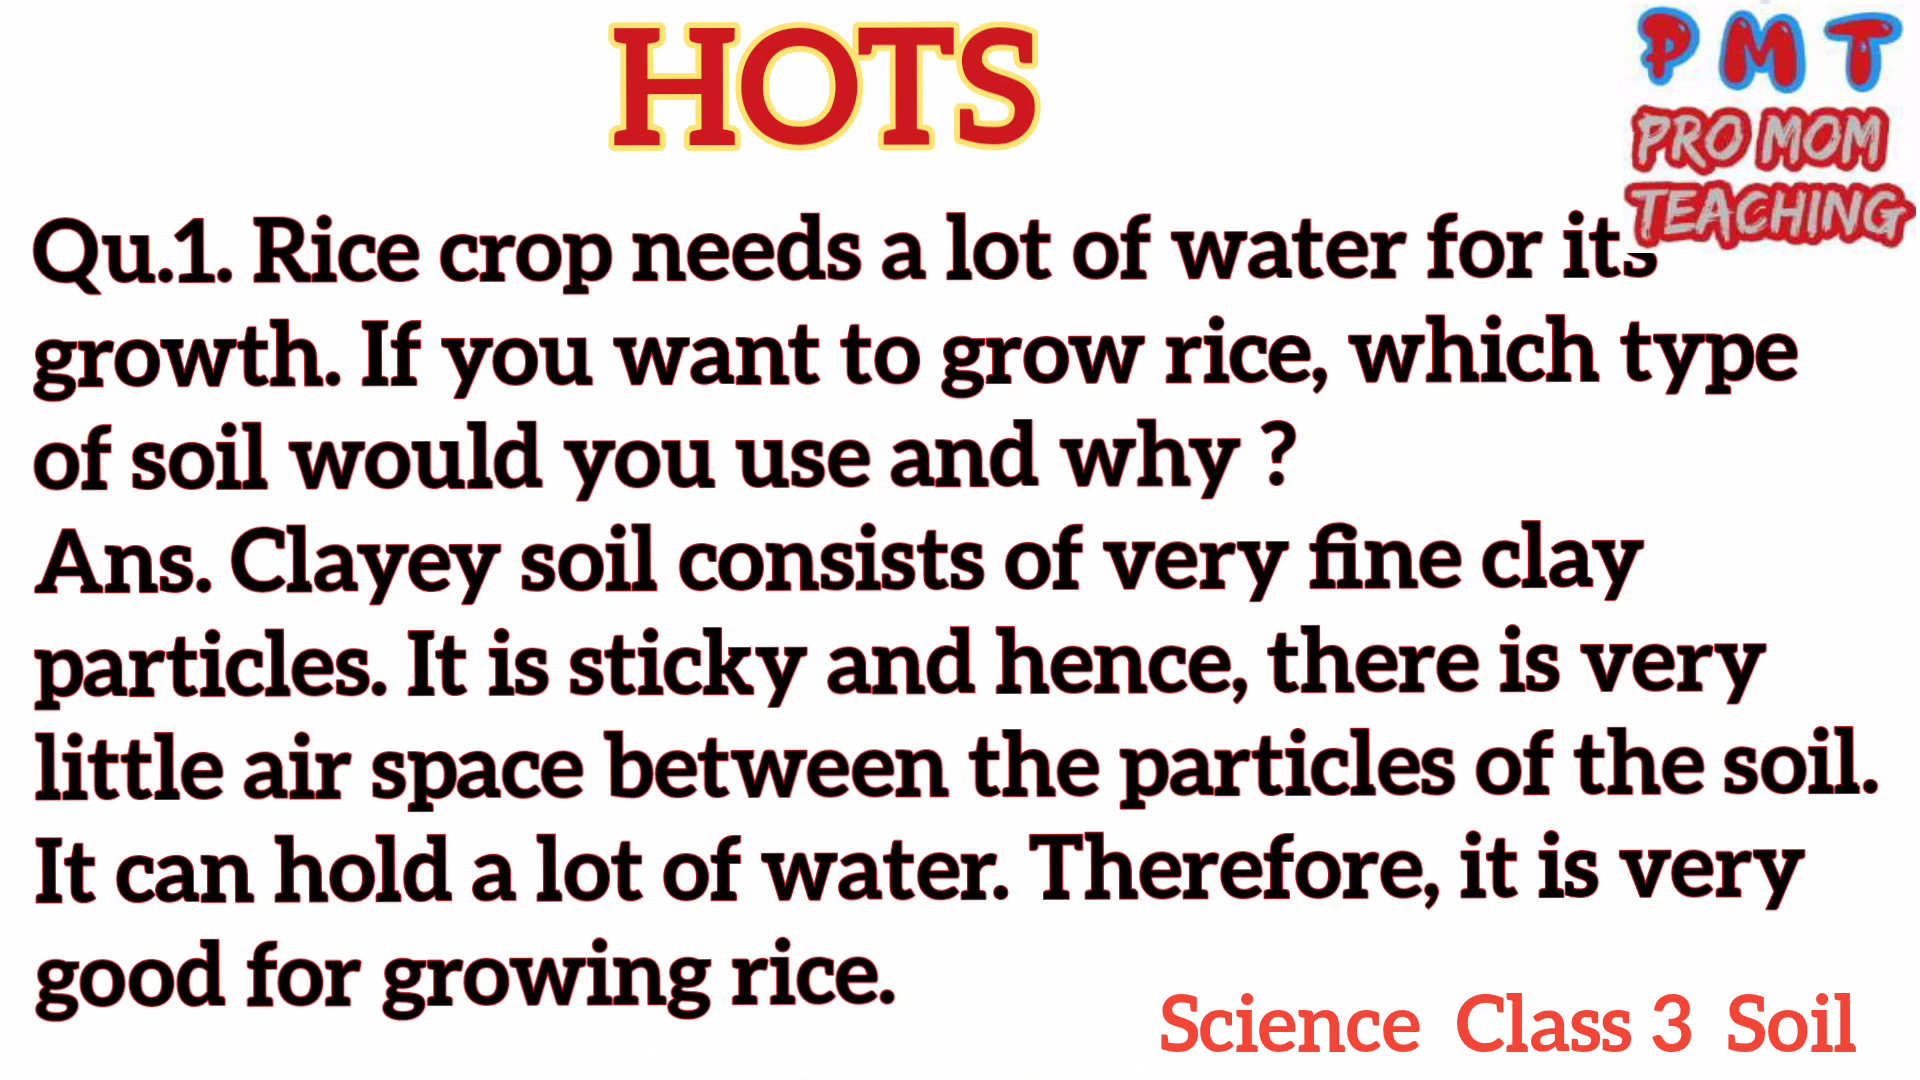 HOTS
P M T
PRO MOM
TEACHING
Qu.1. Rice crop needs a lot of water for its
growth. If you want to grow rice, which type
of soil would you use and why ?
Ans. Clayey soil consists of very fine clay
particles. It is sticky and hence, there is very
little air space between the particles of the soil.
It can hold a lot of water. Therefore, it is very
good for growing rice.
Science Class 3 Soil